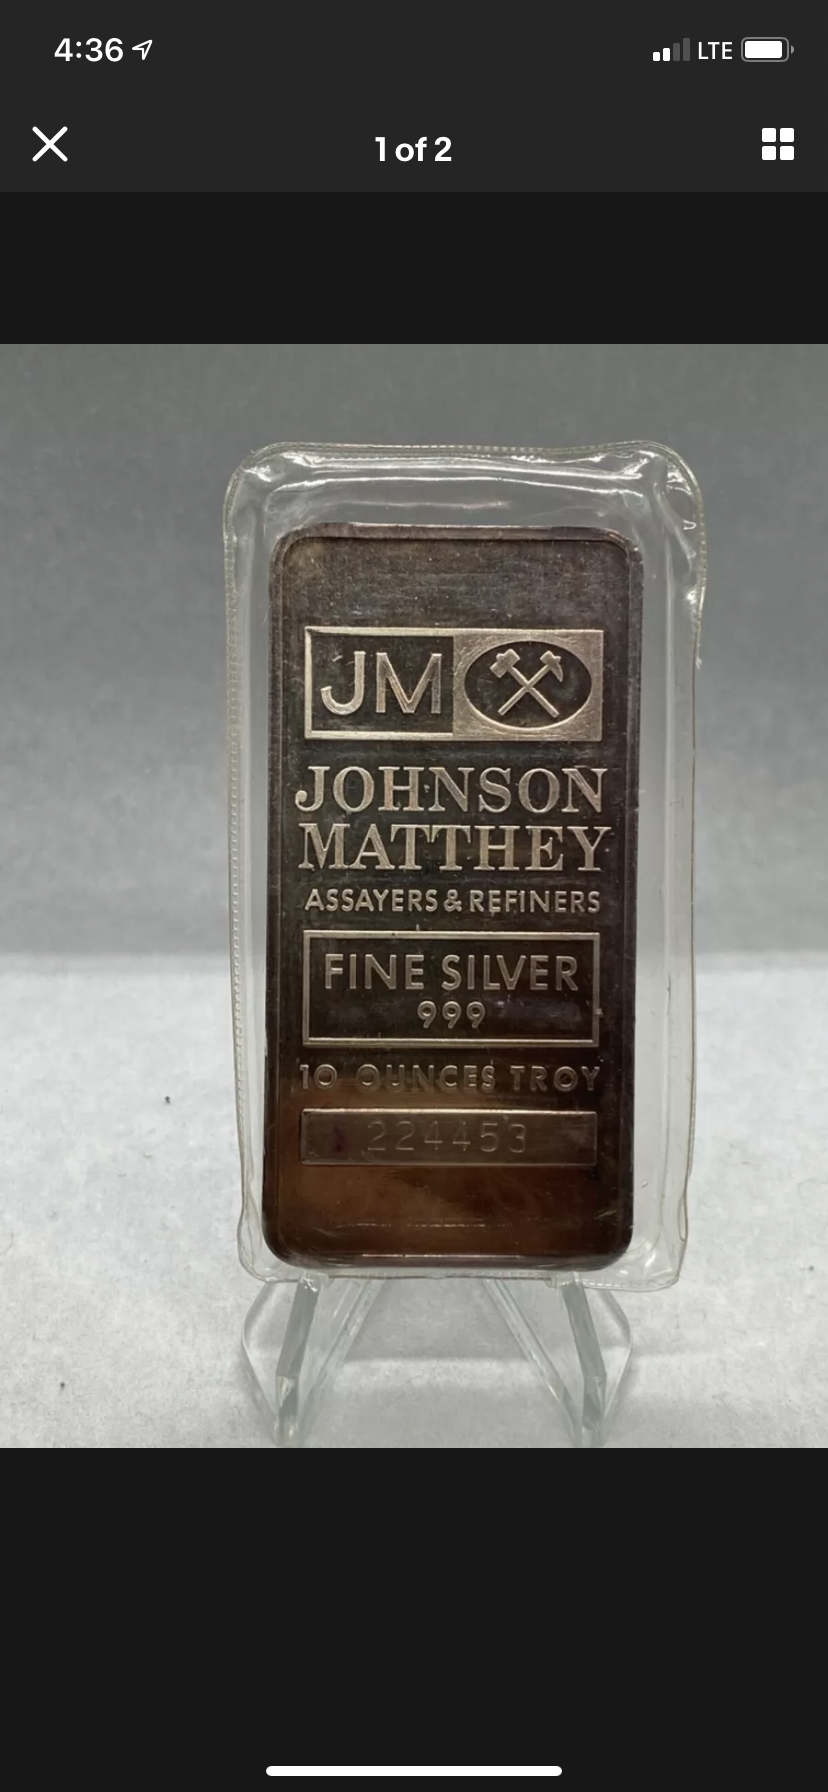 4:36
LTE
1 of 2
JM
JOHNSON
MATTHEY
ASSAYERS & REFINERS
FINE SILVER
999
10 OUNCES TROY
224453